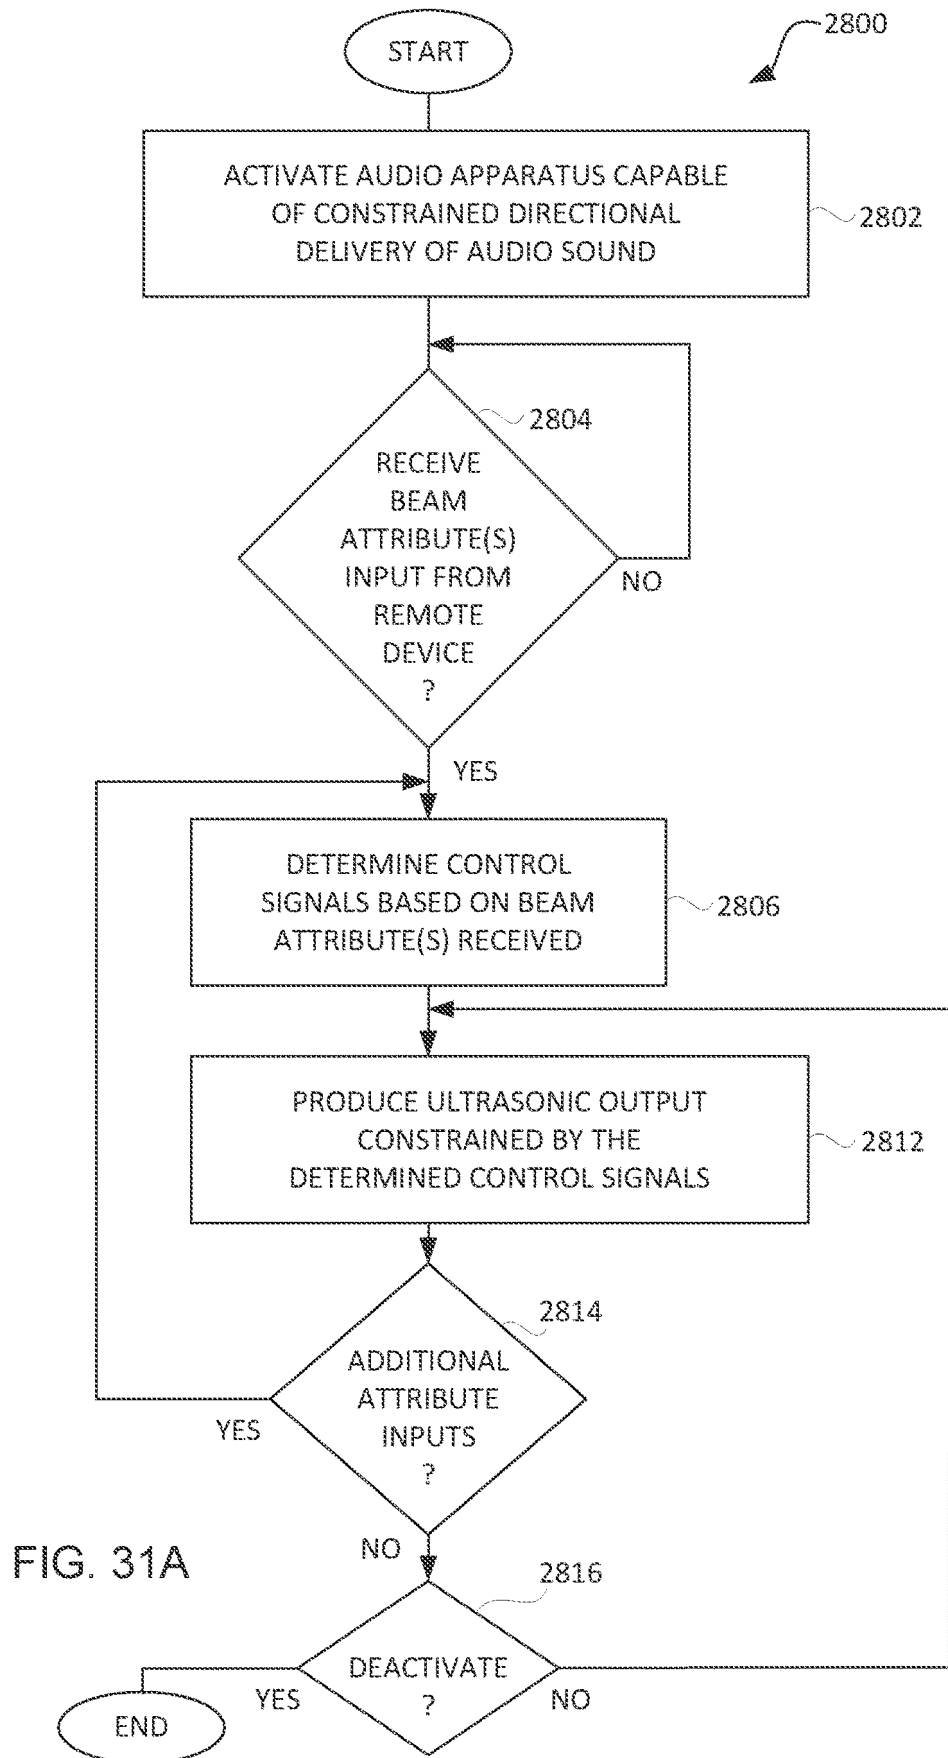 START
2800
ACTIVATE AUDIO APPARATUS CAPABLE
OF CONSTRAINED DIRECTIONAL
DELIVERY OF AUDIO SOUND
2802
2804
RECEIVE
BEAM
ATTRIBUTE(S)
INPUT FROM
REMOTE
DEVICE
?
NO
YES
DETERMINE CONTROL
SIGNALS BASED ON BEAM
ATTRIBUTE(S) RECEIVED
2806
PRODUCE ULTRASONIC OUTPUT
CONSTRAINED BY THE
DETERMINED CONTROL SIGNALS
2812
2814
ADDITIONAL
ATTRIBUTE
INPUTS
?
YES
NO
FIG. 31A
2816
DEACTIVATE
?
YES
NO
END